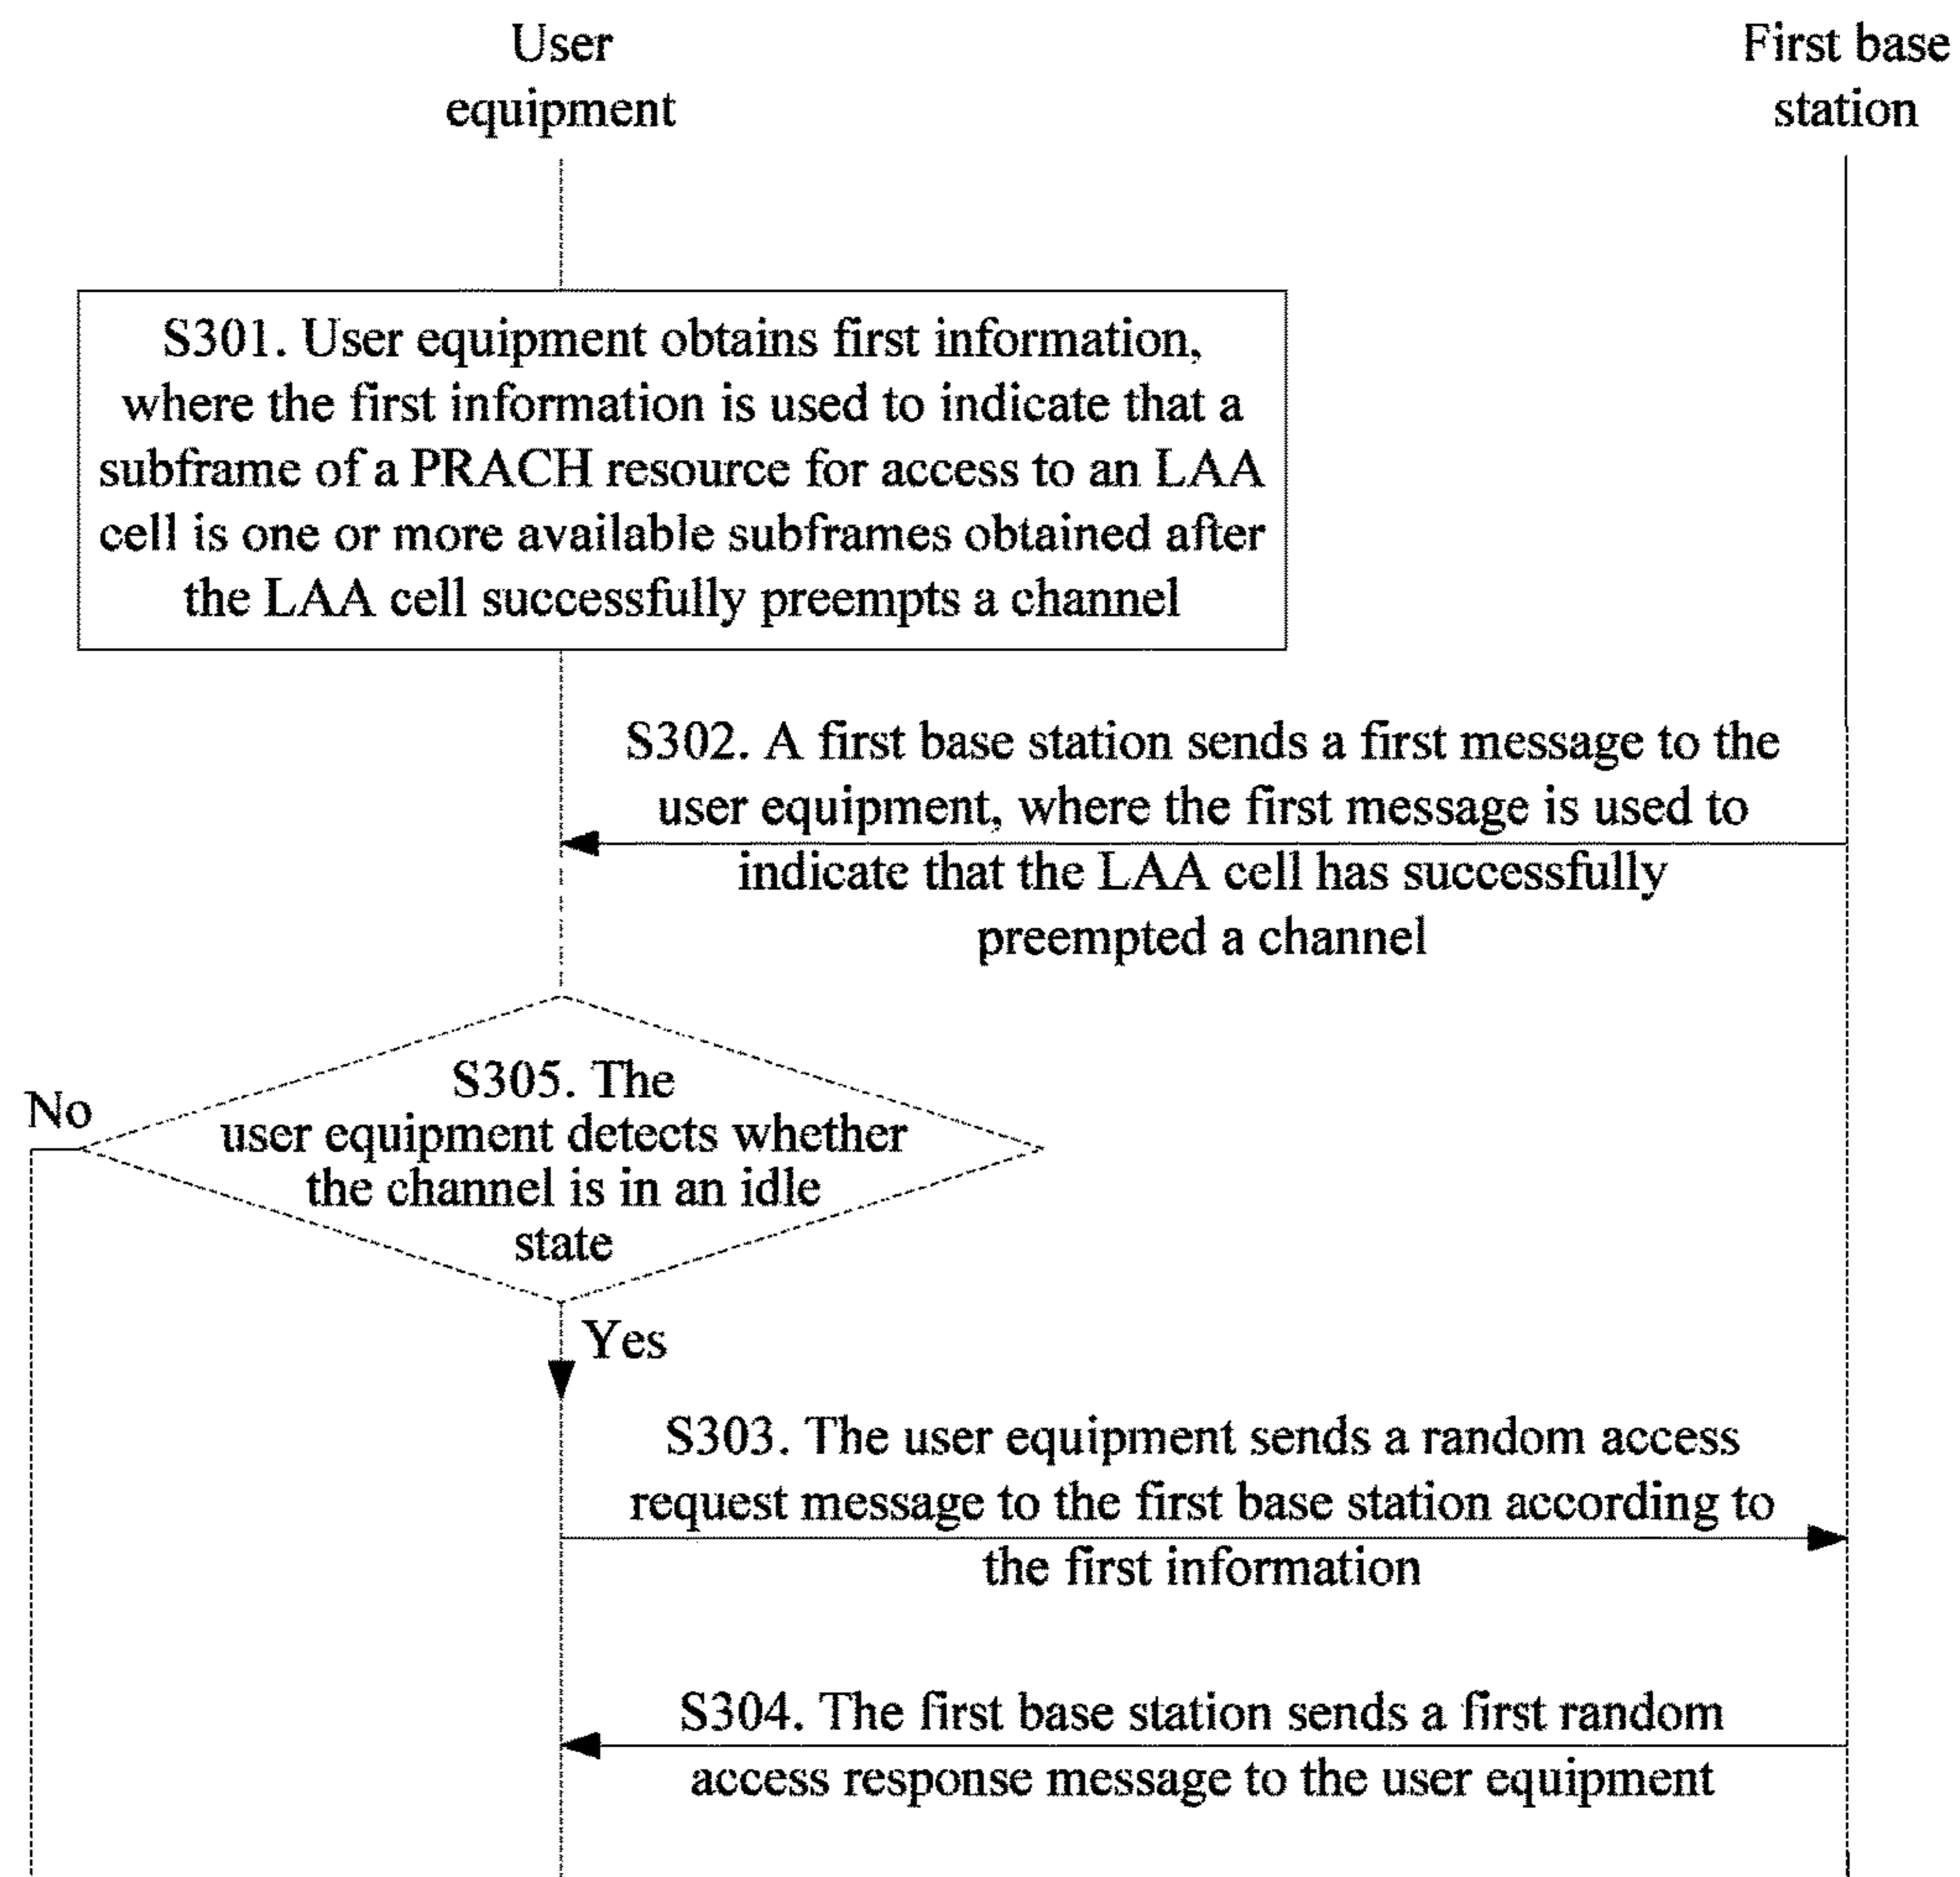 User
equipment
First base
station
S301. User equipment obtains first information,
where the first information is used to indicate that a
subframe of a PRACH resource for access to an LAA
cell is one or more available subframes obtained after
the LAA cell successfully preempts a channel
S302. A first base station sends a first message to the
user equipment, where the first message is used to
indicate that the LAA cell has successfully
preempted a channel
S305. The
user equipment detects whether
the channel is in an idle
state
No
Yes
S303. The user equipment sends a random access
request message to the first base station according to
the first information
S304. The first base station sends a first random
access response message to the user equipment